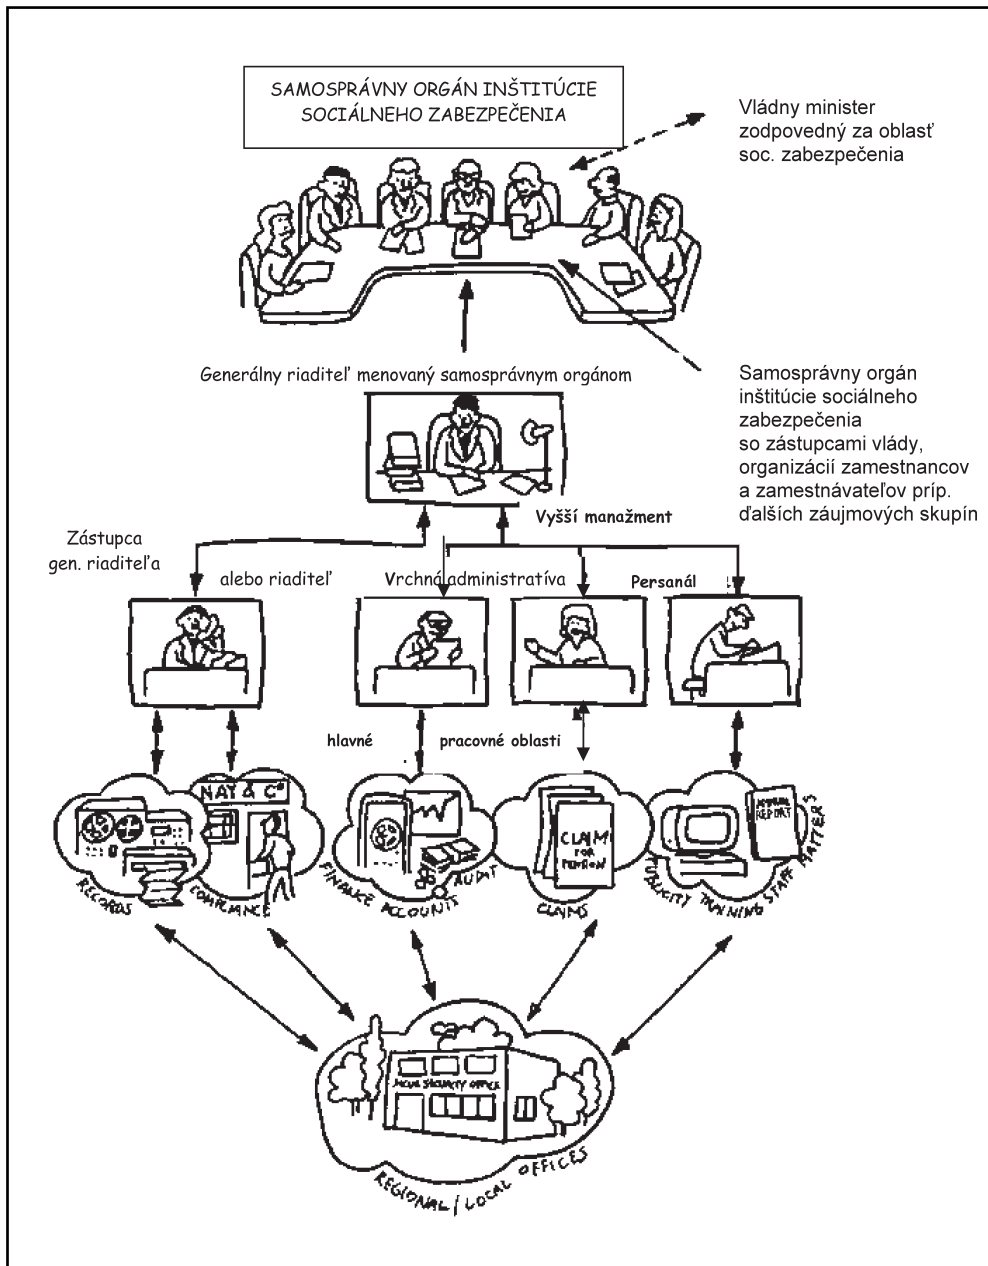 SAMOSPRÁVNY ORGÁN INŠTITÚCIE
SOCIÁLNEHO ZABEZPEČENIA
Vládny minister
zodpovedný za oblasť
soc. zabezpečenia
Generálny riaditeľ menovaný samosprávnym orgánom
Samosprávny orgán
inštitúcie sociálneho
zabezpečenia
so zástupcami vlády,
organizácií zamestnancov
a zamestnávateľov príp.
ďalších záujmových skupín
Vyšší manažment
Zástupca
gen. riaditeľa
alebo riaditeľ
Vrchná administratíva
Persanál
hlavné
pracovné oblasti
NAY & Co
CLAIM
FOR
PENSION
REPORT
RECORDS
COMPLIANCE
FINANCE ACCOUNTS AUDIT
CLAIMS
PUBLICITY TRAINING STAFF MATTERS
SOCIAL SECURITY OFFICE
REGIONAL / LOCAL OFFICES